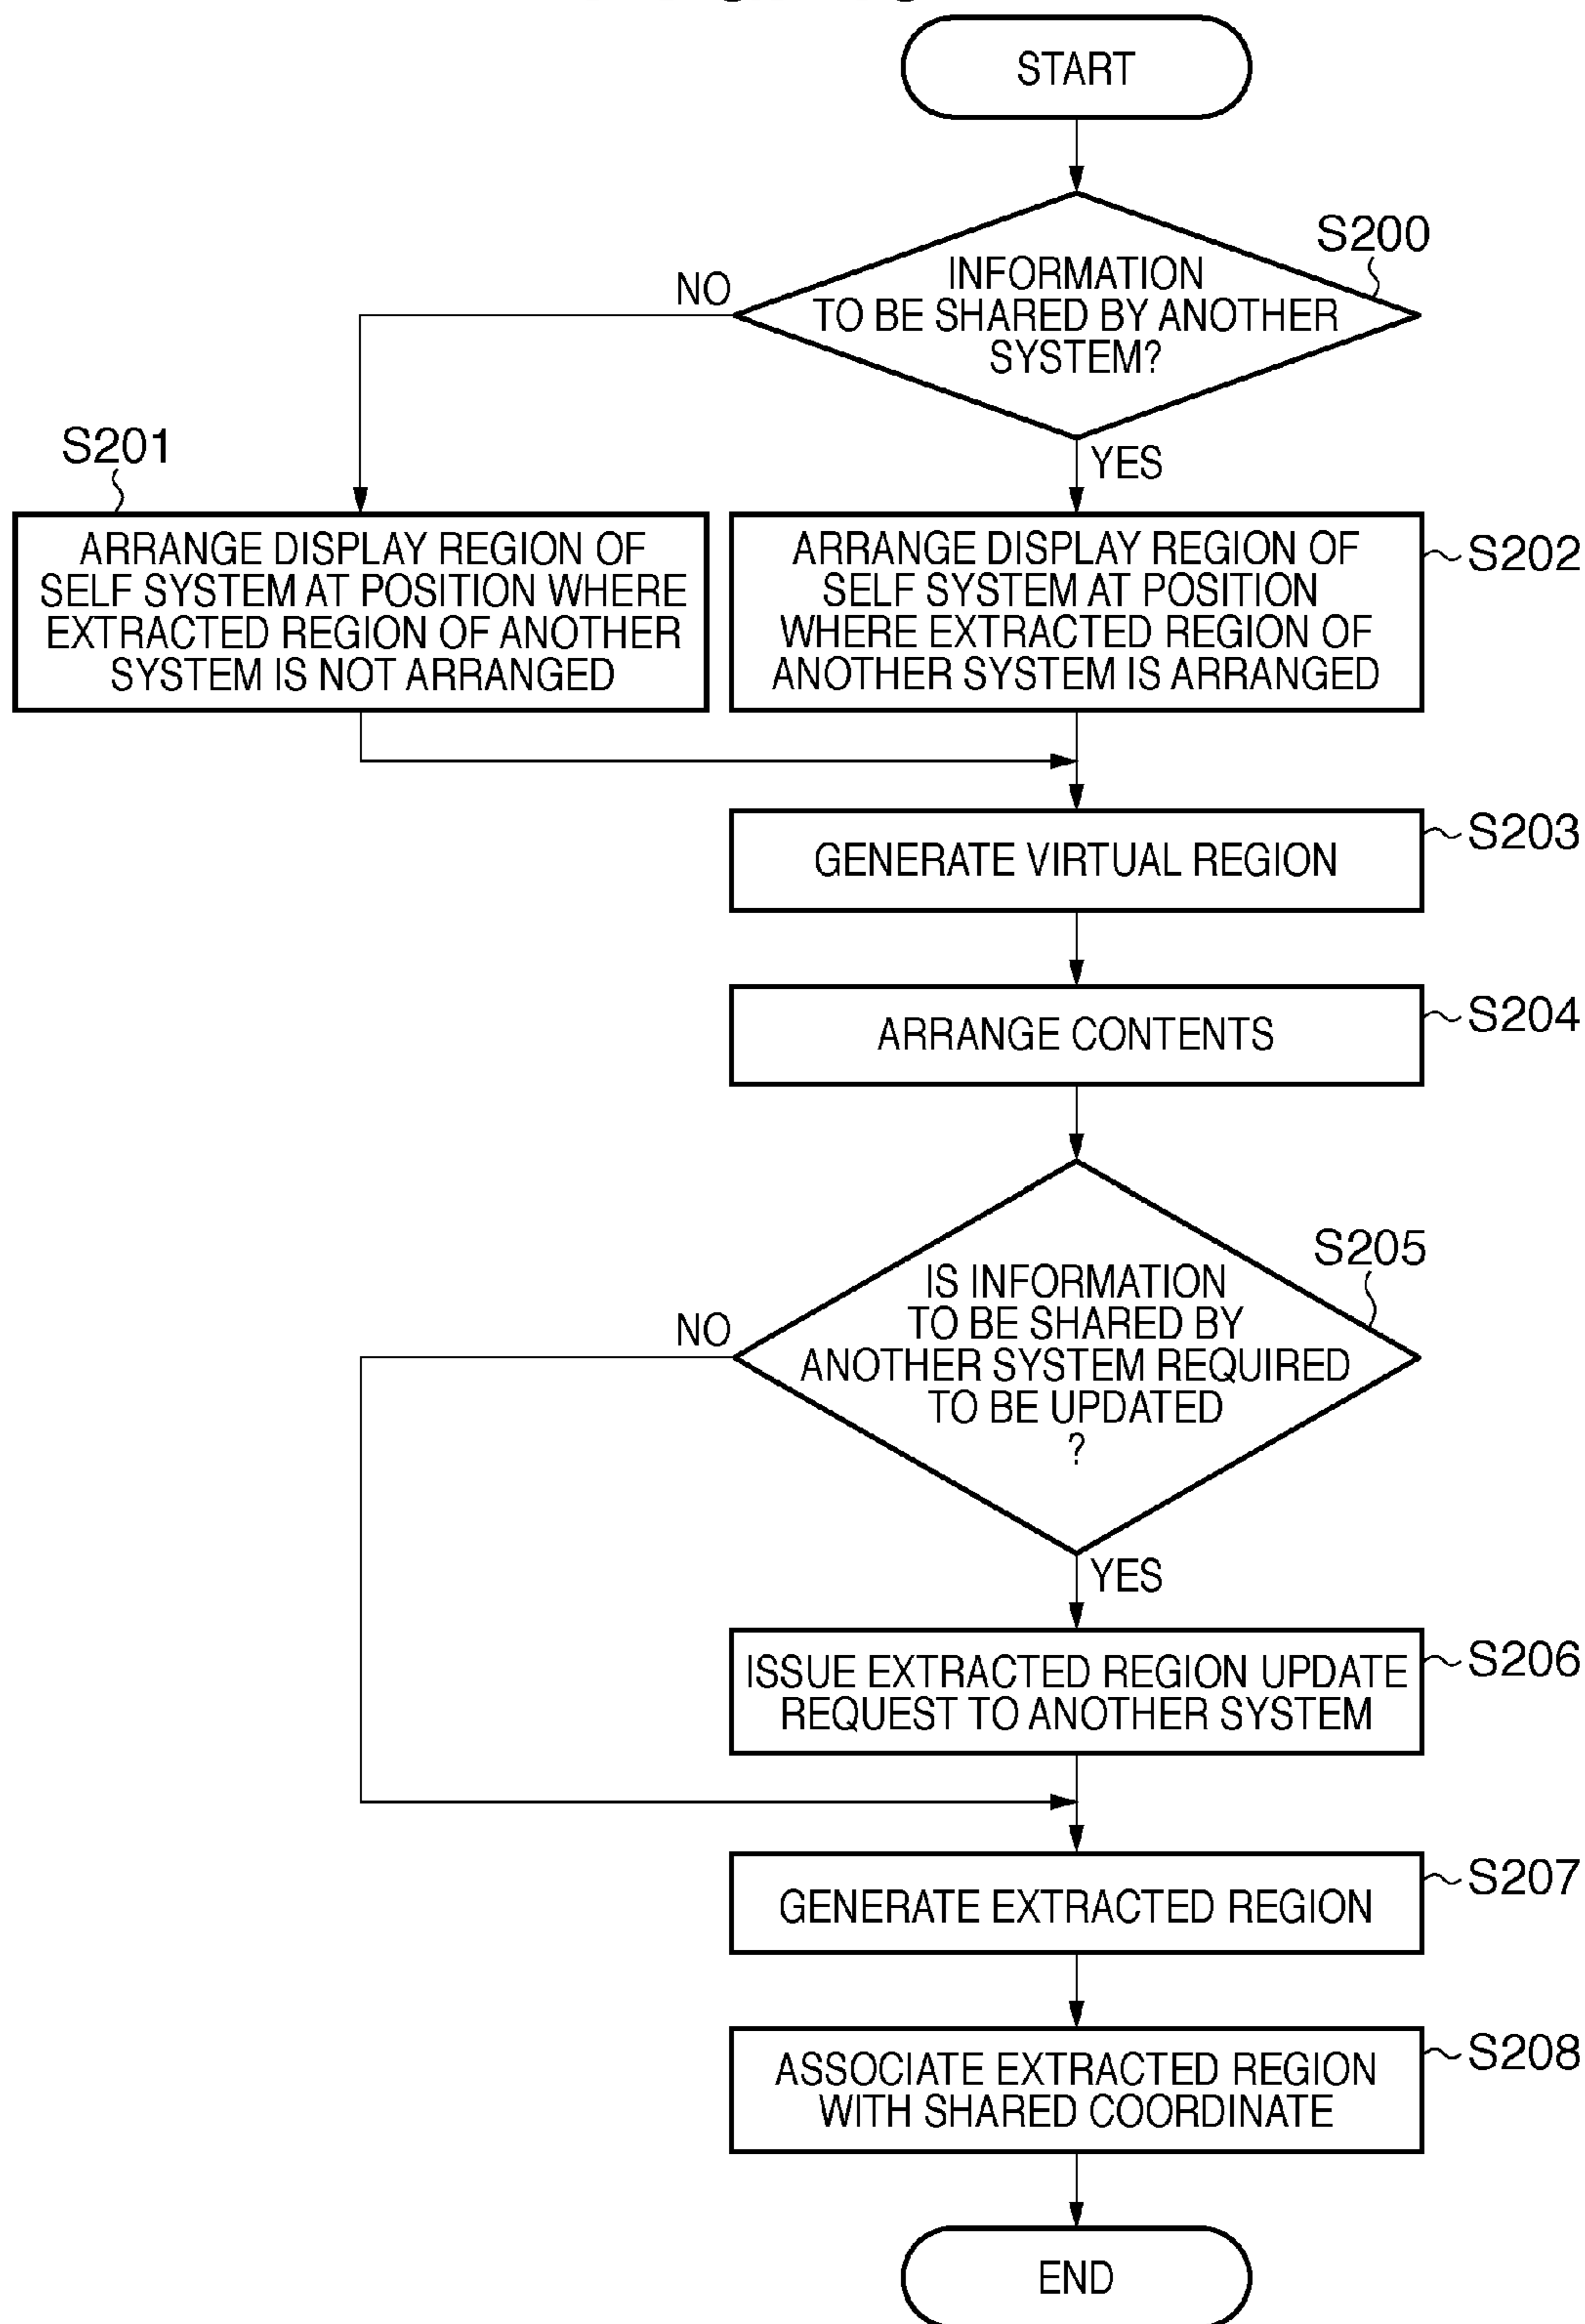 START
S200
INFORMATION
TO BE SHARED BY ANOTHER
SYSTEM?
NO
YES
S201
ARRANGE DISPLAY REGION OF
SELF SYSTEM AT POSITION WHERE
EXTRACTED REGION OF ANOTHER
SYSTEM IS NOT ARRANGED
ARRANGE DISPLAY REGION OF
SELF SYSTEM AT POSITION
WHERE EXTRACTED REGION OF
ANOTHER SYSTEM IS ARRANGED
S202
GENERATE VIRTUAL REGION
S203
ARRANGE CONTENTS
S204
S205
IS INFORMATION
TO BE SHARED BY
ANOTHER SYSTEM REQUIRED
TO BE UPDATED
?
NO
YES
ISSUE EXTRACTED REGION UPDATE
REQUEST TO ANOTHER SYSTEM
S206
GENERATE EXTRACTED REGION
S207
ASSOCIATE EXTRACTED REGION
WITH SHARED COORDINATE
S208
END